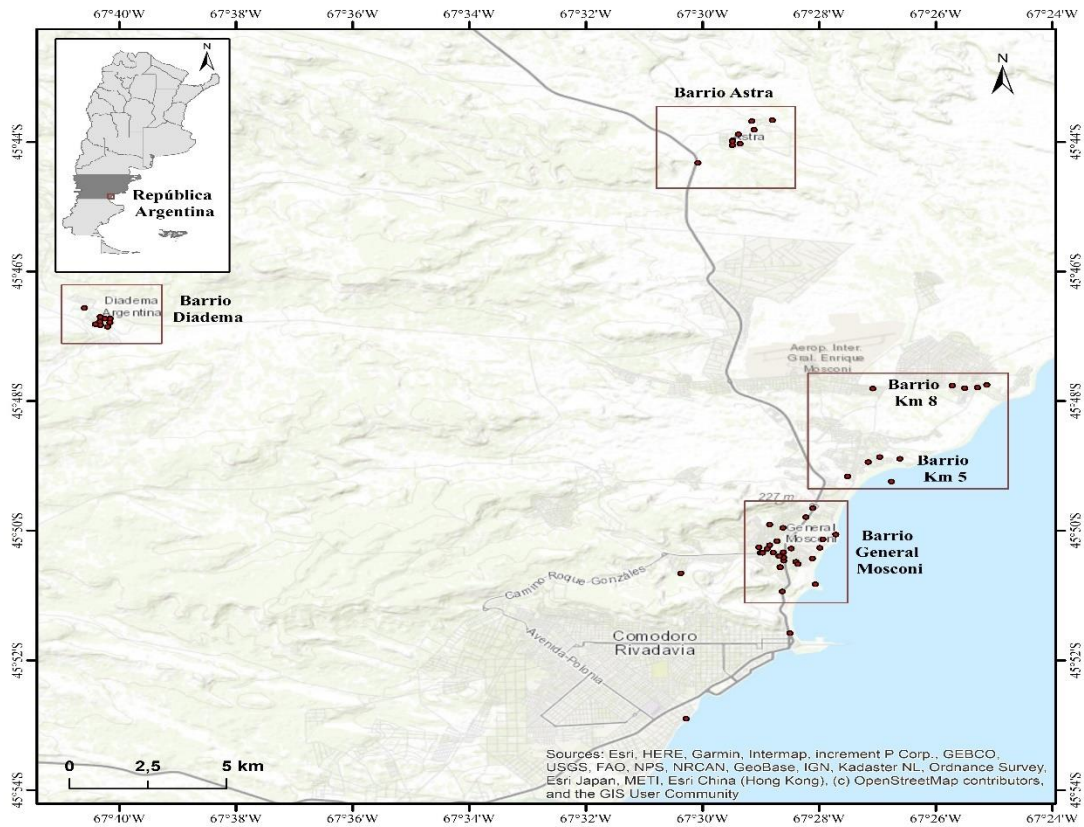 67°40'W 67°38'W 67°36'W 67°34'W 67°32'W 67°30'W 67°28'W 67°26'W 67°24'W
N
N
República
Argentina
Barrio Astra
Astra
45°44'S
45°44'S
45°46'S
45°46'S
Diadema
Argentina
Barrio
Diadema
Aerop. Inter.
Gral. Enrique
Mosconi
45°48'S
45°48'S
Barrio
Km 8
Barrio
Km 5
227 m
General
Mosconi
45°50'S
45°50'S
Barrio
General
Mosconi
Camino Roque-Gonzáles
Avenida-Polonia
Comodoro
Rivadavia
45°52'S
45°52'S
0 2,5 5 km
Sources: Esri, HERE, Garmin, Intermap, increment P Corp., GEBCO,
USGS, FAO, NPS, NRCAN, GeoBase, IGN, Kadaster NL, Ordnance Survey,
Esri Japan, METI, Esri China (Hong Kong), (c) OpenStreetMap contributors,
and the GIS User Community
45°54'S
45°54'S
67°40'W 67°38'W 67°36'W 67°34'W 67°32'W 67°30'W 67°28'W 67°26'W 67°24'W